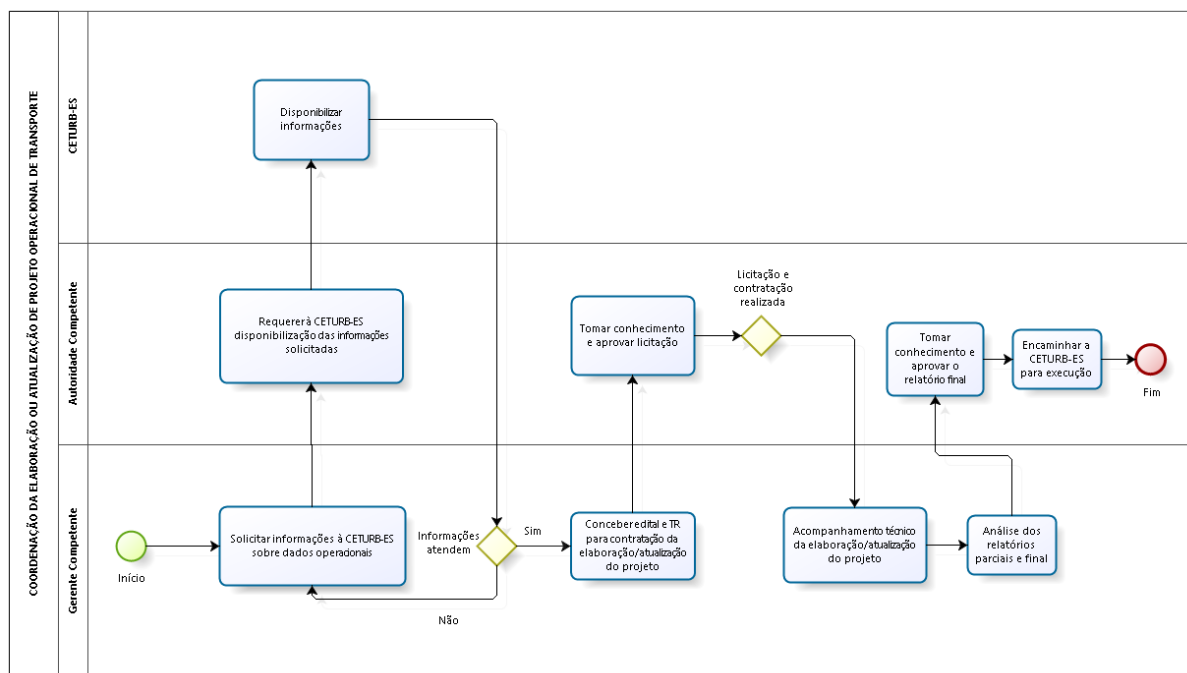 COORDENAÇÃO DA ELABORAÇÃO OU ATUALIZAÇÃO DE PROJETO OPERACIONAL DE TRANSPORTE
CETURB-ES
Disponibilizar
informações
Autoridade Competente
Requererà CETURB-ES
disponibilização das informações
solicitadas
Tomar conhecimento
e aprovar licitação
Licitação e
contratação
realizada
Tomar
conhecimento e
aprovar o
relatório final
Encaminhar a
CETURB-ES
para execução
Fim
Gerente Competente
Início
Solicitar informações à CETURB-ES
sobre dados operacionais
Informações
atendem
Sim
Não
Conceberedital e TR
para contratação da
elaboração/atualização
do projeto
Acompanhamento técnico
da elaboração/atualização
do projeto
Análise dos
relatórios
parciais e final